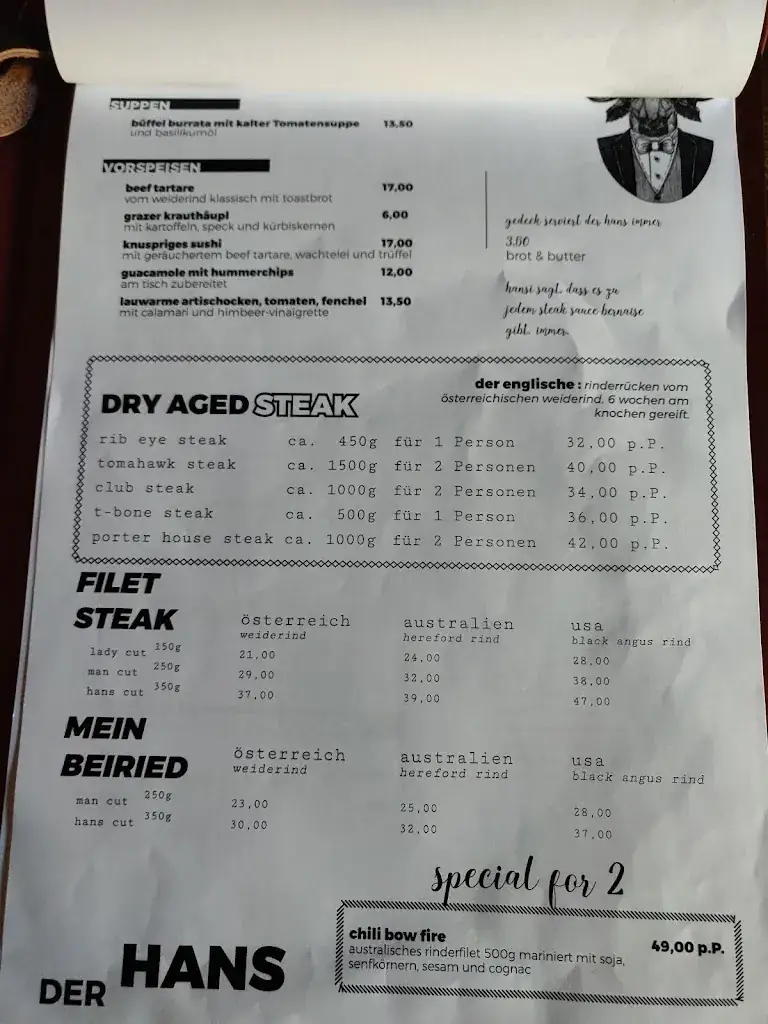 SUPPEN
büffel burrata mit kalter Tomatensuppe 13,50
und basilikumöl
VORSPEISEN
beef tartare 17,00
vom weiderind klassisch mit toastbrot
grazer krauthäupl 6,00
mit kartoffeln, speck und kürbiskernen
knuspriges sushi 17,00
mit geräuchertem beef tartare, wachtelei und trüffel
guacamole mit hummerchips 12,00
am tisch zubereitet
lauwarme artischocken, tomaten, fenchel 13,50
mit calamari und himbeer-vinaigrette
gedeck serviert der hans immer
3,60
brot & butter
hansi sagt, dass es zu
jedem steak sauce bernaise
gibt. immer.
DRY AGED STEAK
der englische : rinderrücken vom
österreichischen weiderind. 6 wochen am
knochen gereift.
rib eye steak ca. 450g für 1 Person 32,00 p.P.
tomahawk steak ca. 1500g für 2 Personen 40,00 p.P.
club steak ca. 1000g für 2 Personen 34,00 p.P.
t-bone steak ca. 500g für 1 Person 36,00 p.P.
porter house steak ca. 1000g für 2 Personen 42,00 p.P.
FILET
STEAK
österreich australien usa
weiderind hereford rind black angus rind
lady cut 150g 21,00 24,00 28,00
man cut 250g 29,00 32,00 38,00
hans cut 350g 37,00 39,00 47,00
MEIN
BEIRIED
österreich australien usa
weiderind hereford rind black angus rind
man cut 250g 23,00 25,00 28,00
hans cut 350g 30,00 32,00 37,00
special for 2
chili bow fire 49,00 p.P.
australisches rinderfilet 500g mariniert mit soja,
senfkörnern, sesam und cognac
DER HANS